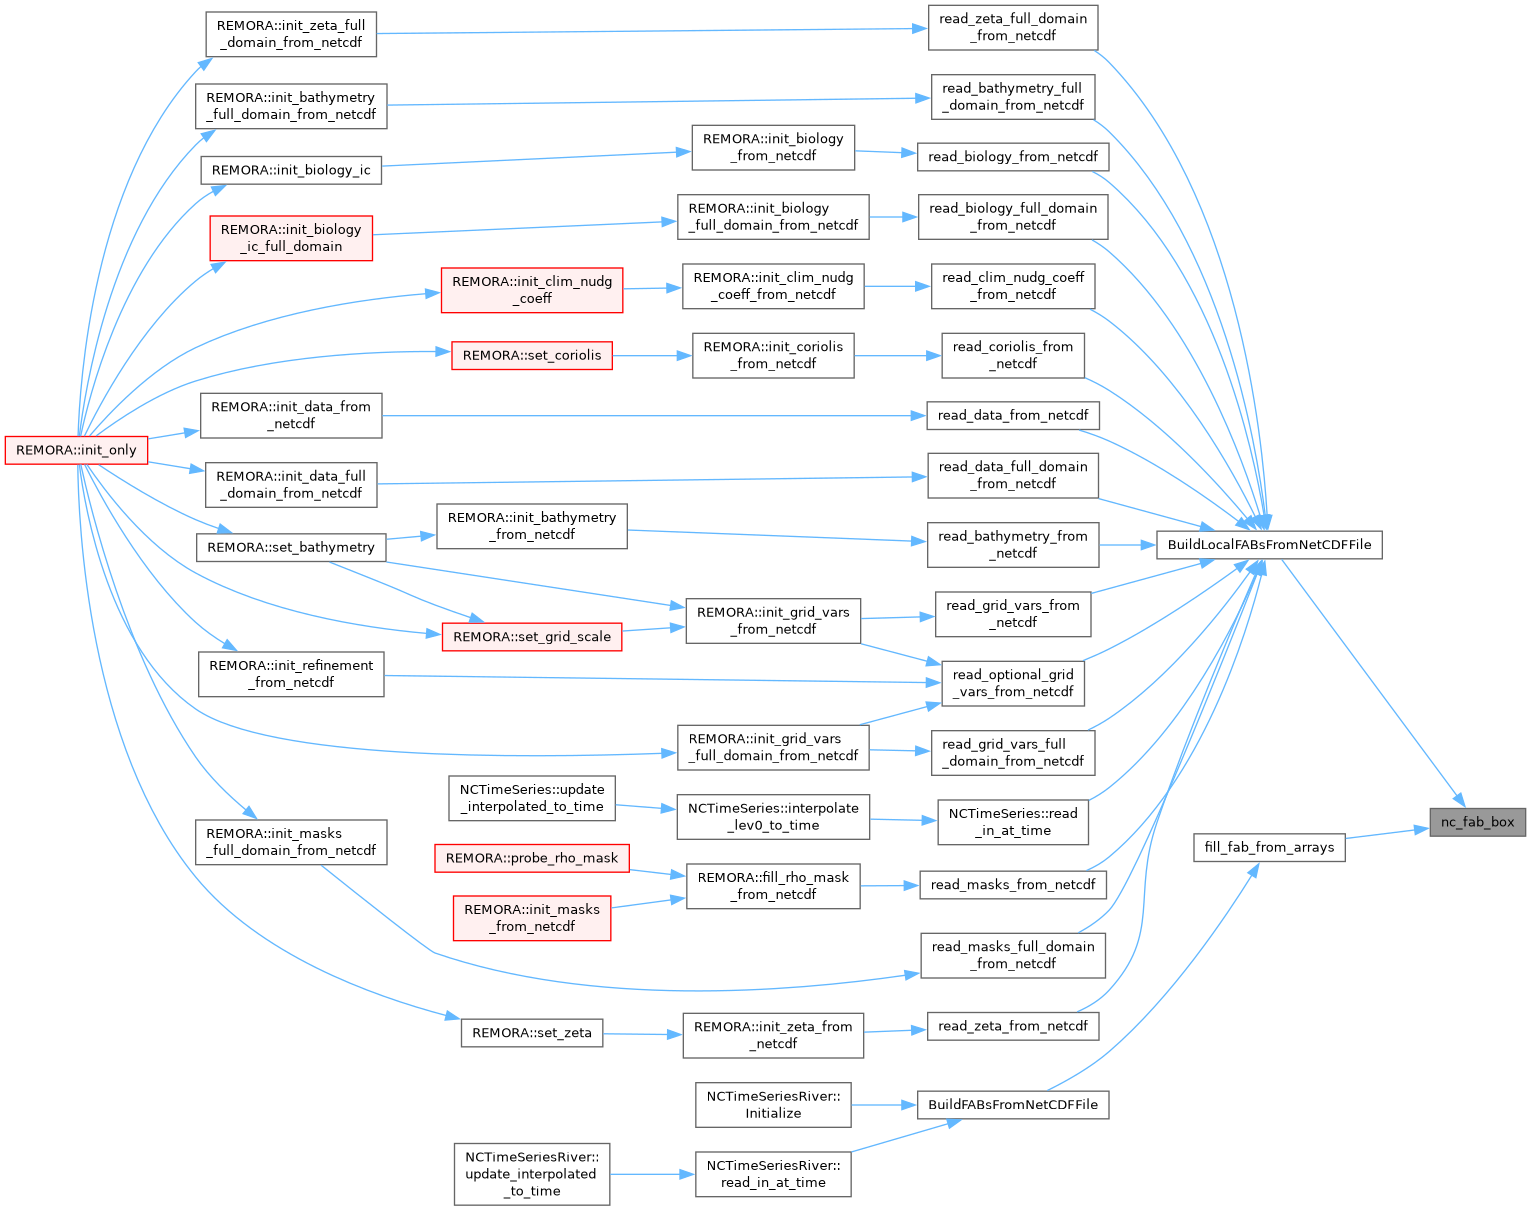 REMORA::init_zeta_full
_domain_from_netcdf
read_zeta_full_domain
_from_netcdf
REMORA::init_bathymetry
_full_domain_from_netcdf
read_bathymetry_full
_domain_from_netcdf
REMORA::init_biology_ic
REMORA::init_biology
_from_netcdf
read_biology_from_netcdf
REMORA::init_biology
_ic_full_domain
REMORA::init_biology
_full_domain_from_netcdf
read_biology_full_domain
_from_netcdf
REMORA::init_clim_nudg
_coeff
REMORA::init_clim_nudg
_coeff_from_netcdf
read_clim_nudg_coeff
_from_netcdf
REMORA::set_coriolis
REMORA::init_coriolis
_from_netcdf
read_coriolis_from
_netcdf
REMORA::init_data_from
_netcdf
read_data_from_netcdf
REMORA::init_only
REMORA::init_data_full
_domain_from_netcdf
read_data_full_domain
_from_netcdf
REMORA::set_bathymetry
REMORA::init_bathymetry
_from_netcdf
read_bathymetry_from
_netcdf
BuildLocalFABsFromNetCDFFile
REMORA::set_grid_scale
REMORA::init_grid_vars
_from_netcdf
read_grid_vars_from
_netcdf
REMORA::init_refinement
_from_netcdf
read_optional_grid
_vars_from_netcdf
REMORA::init_grid_vars
_full_domain_from_netcdf
read_grid_vars_full
_domain_from_netcdf
NCTimeSeries::update
_interpolated_to_time
NCTimeSeries::interpolate
_lev0_to_time
NCTimeSeries::read
_in_at_time
nc_fab_box
REMORA::init_masks
_full_domain_from_netcdf
fill_fab_from_arrays
REMORA::probe_rho_mask
REMORA::fill_rho_mask
_from_netcdf
read_masks_from_netcdf
REMORA::init_masks
_from_netcdf
read_masks_full_domain
_from_netcdf
REMORA::set_zeta
REMORA::init_zeta_from
_netcdf
read_zeta_from_netcdf
NCTimeSeriesRiver::
Initialize
BuildFABsFromNetCDFFile
NCTimeSeriesRiver::
update_interpolated
_to_time
NCTimeSeriesRiver::
read_in_at_time